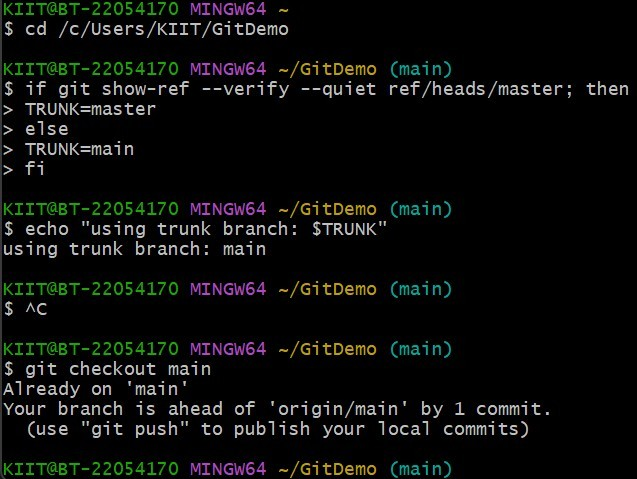 KIIT@BT-22054170 MINGW64 ~
$ cd /c/Users/KIIT/GitDemo
KIIT@BT-22054170 MINGW64 ~/GitDemo (main)
$ if git show-ref --verify --quiet ref/heads/master; then
> TRUNK=master
> else
> TRUNK=main
> fi
KIIT@BT-22054170 MINGW64 ~/GitDemo (main)
$ echo "using trunk branch: $TRUNK"
using trunk branch: main
KIIT@BT-22054170 MINGW64 ~/GitDemo (main)
$ ^C
KIIT@BT-22054170 MINGW64 ~/GitDemo (main)
$ git checkout main
Already on 'main'
Your branch is ahead of 'origin/main' by 1 commit.
  (use "git push" to publish your local commits)
KIIT@BT-22054170 MINGW64 ~/GitDemo (main)